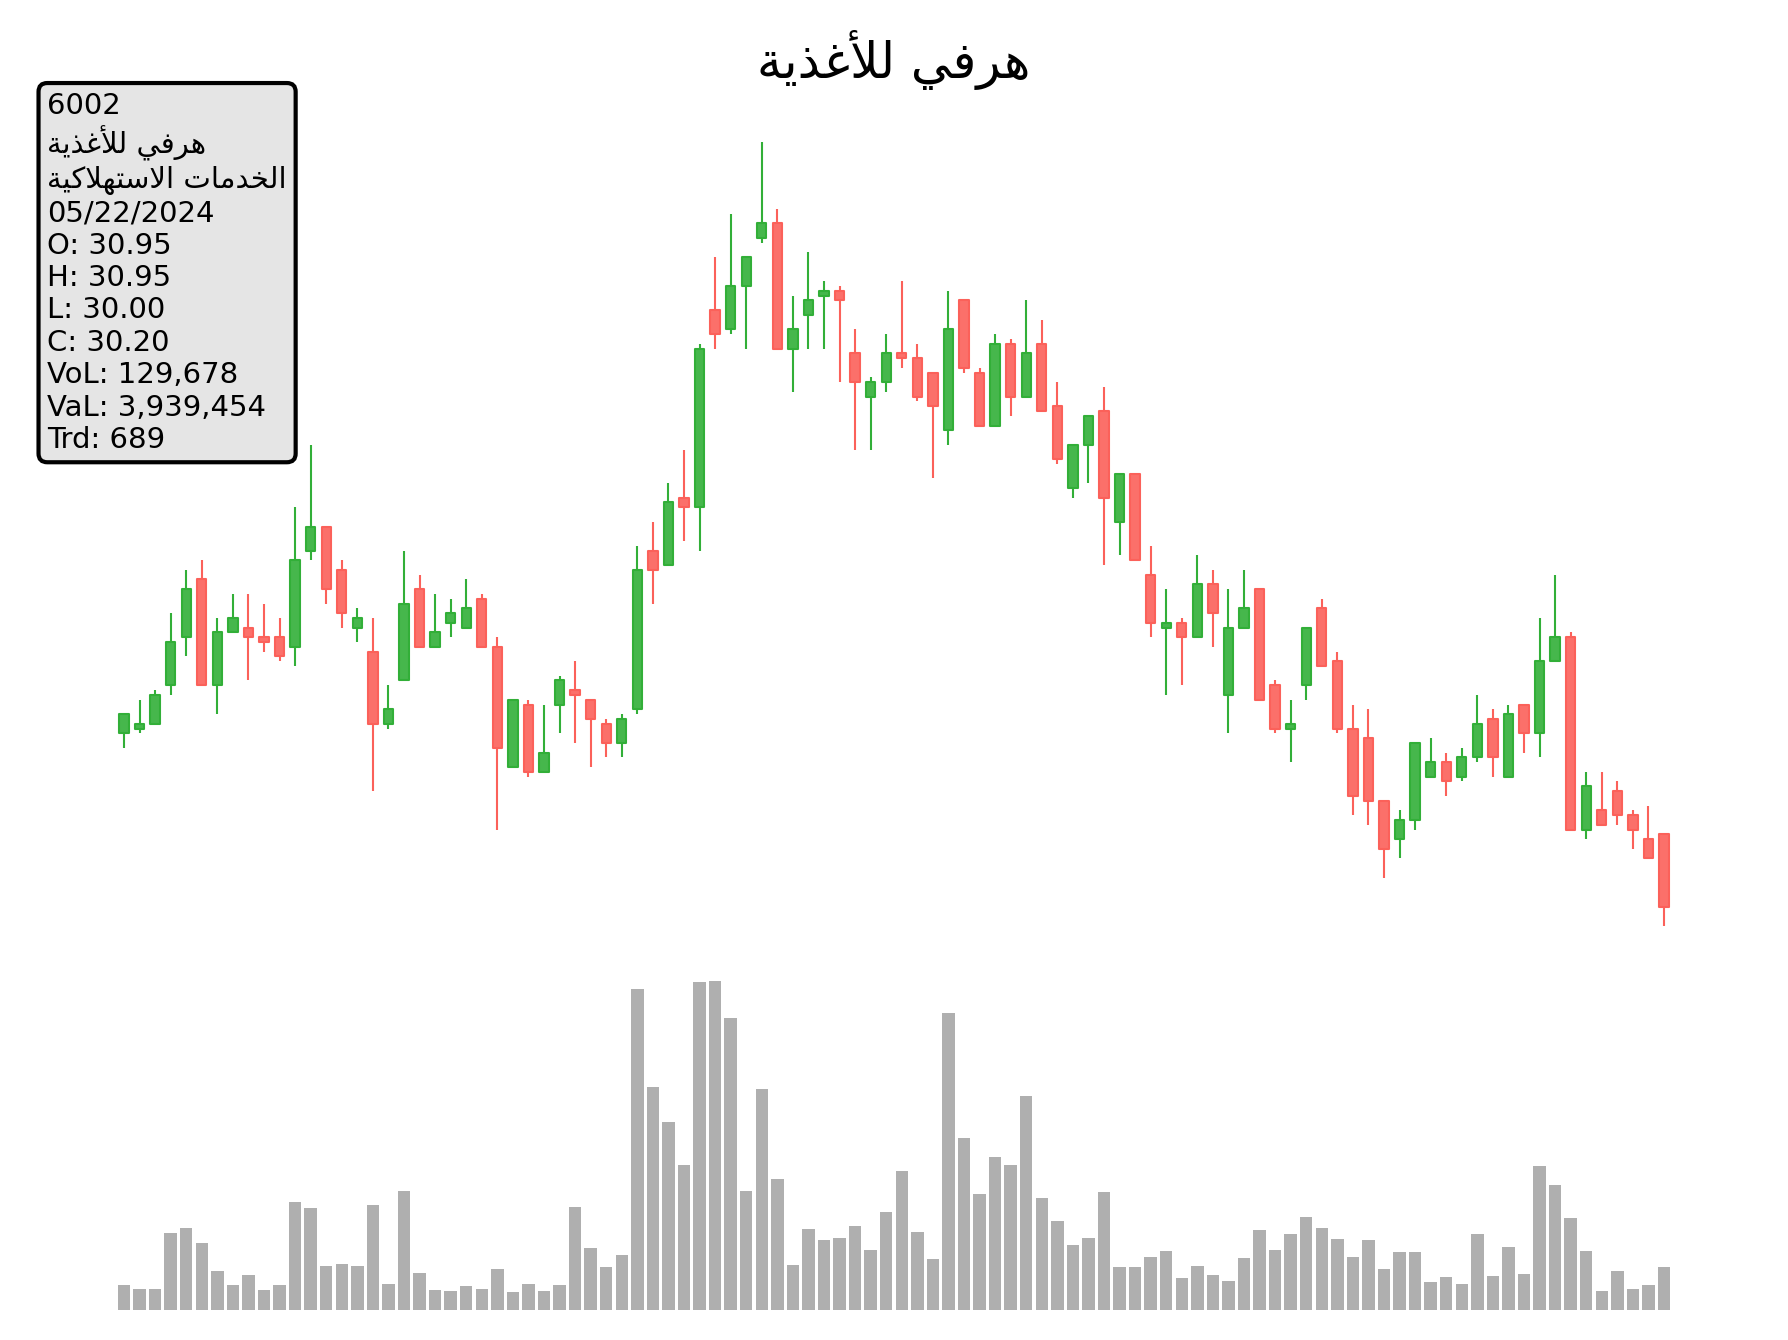 هرفي للأغذية
6002
هرفي للأغذية
الخدمات الاستهلاكية
05/22/2024
O: 30.95
H: 30.95
L: 30.00
C: 30.20
VoL: 129,678
VaL: 3,939,454
Trd: 689